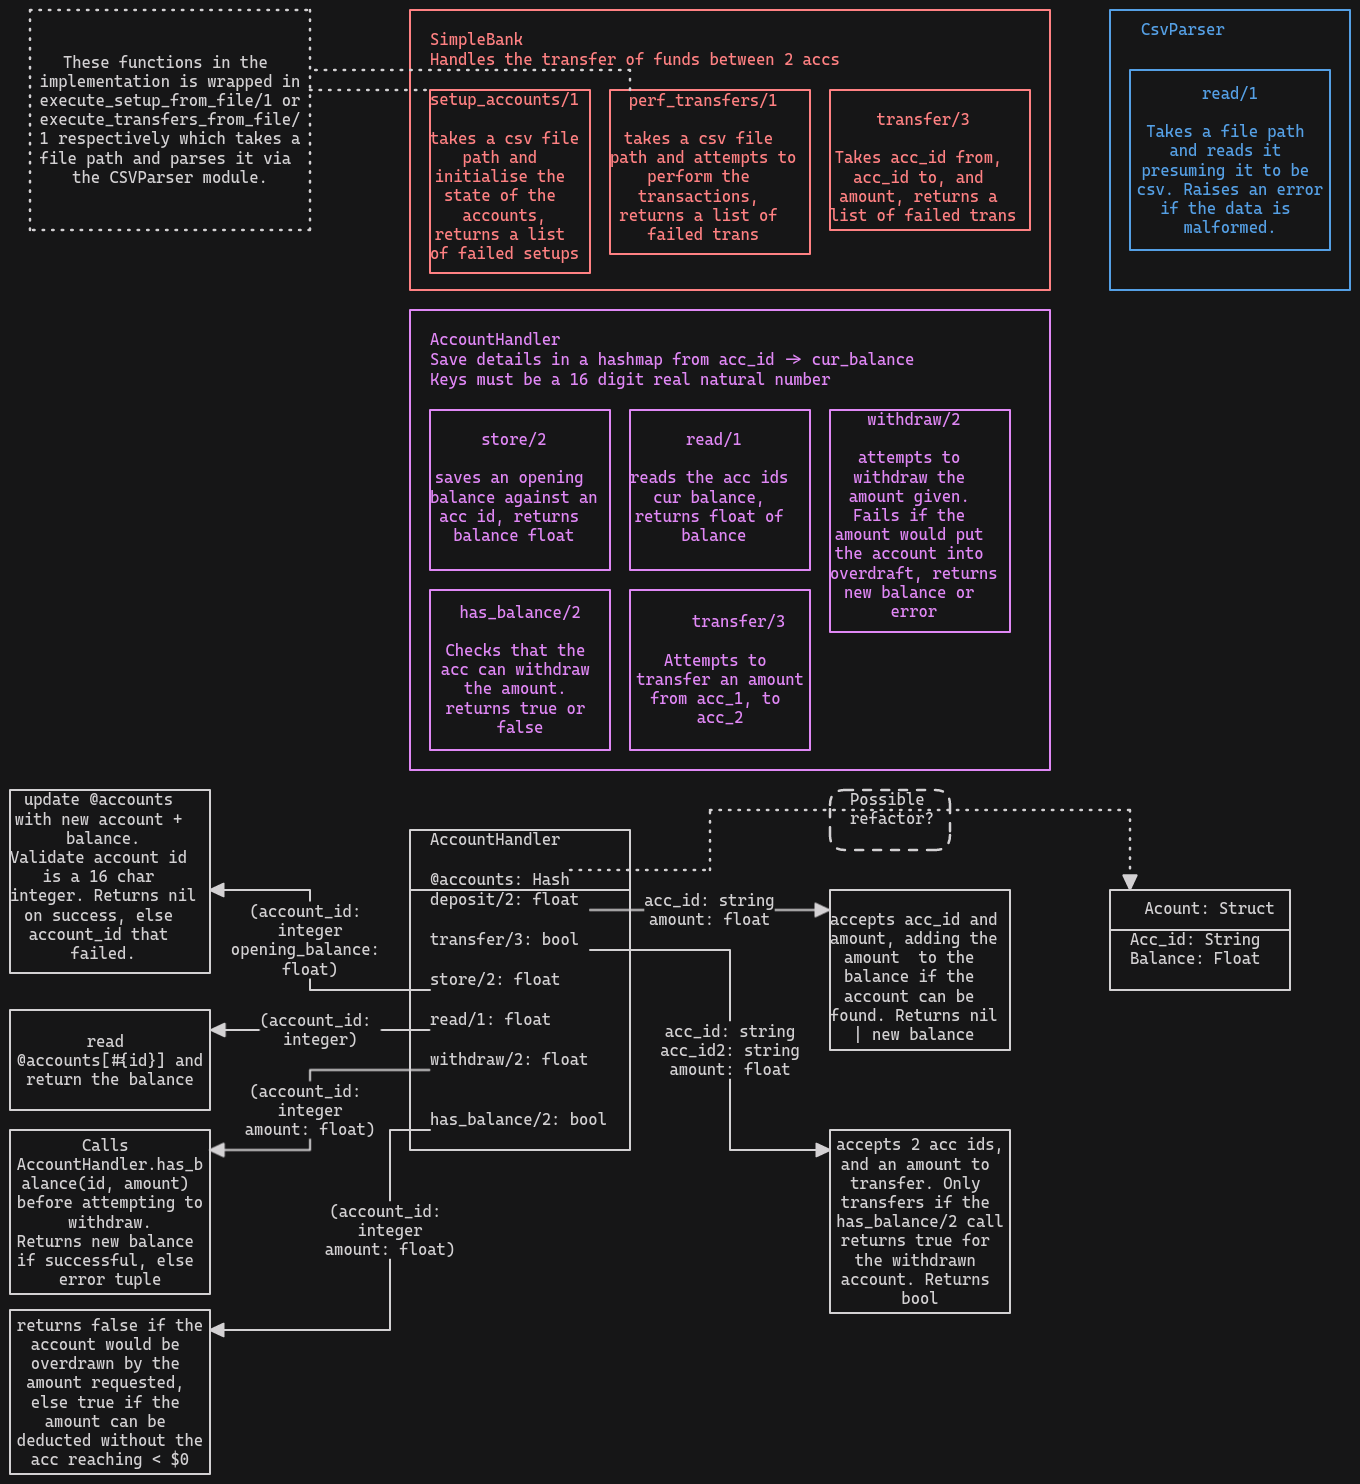 These functions in the
implementation is wrapped in
execute_setup_from_file/1 or
execute_transfers_from_file/
1 respectively which takes a
file path and parses it via
the CSVParser module.
SimpleBank
Handles the transfer of funds between 2 accs
setup_accounts/1
takes a csv file
path and
initialise the
state of the
accounts,
returns a list
of failed setups
perf_transfers/1
takes a csv file
path and attempts to
perform the
transactions,
returns a list of
failed trans
transfer/3
Takes acc_id from,
acc_id to, and
amount, returns a
list of failed trans
CsvParser
read/1
Takes a file path
and reads it
presuming it to be
csv. Raises an error
if the data is
malformed.
AccountHandler
Save details in a hashmap from acc_id -> cur_balance
Keys must be a 16 digit real natural number
store/2
saves an opening
balance against an
acc id, returns
balance float
read/1
reads the acc ids
cur balance,
returns float of
balance
withdraw/2
attempts to
withdraw the
amount given.
Fails if the
amount would put
the account into
overdraft, returns
new balance or
error
has_balance/2
Checks that the
acc can withdraw
the amount.
returns true or
false
transfer/3
Attempts to
transfer an amount
from acc_1, to
acc_2
update @accounts
with new account +
balance.
Validate account id
is a 16 char
integer. Returns nil
on success, else
account_id that
failed.
(account_id:
integer
opening_balance:
float)
read
@accounts[#{id}] and
return the balance
(account_id:
integer)
Calls
AccountHandler.has_b
alance(id, amount)
before attempting to
withdraw.
Returns new balance
if successful, else
error tuple
(account_id:
integer
amount: float)
returns false if the
account would be
overdrawn by the
amount requested,
else true if the
amount can be
deducted without the
acc reaching < $0
(account_id:
integer
amount: float)
AccountHandler
@accounts: Hash
deposit/2: float
transfer/3: bool
store/2: float
read/1: float
withdraw/2: float
has_balance/2: bool
Possible
refactor?
acc_id: string
amount: float
accepts acc_id and
amount, adding the
amount  to the
balance if the
account can be
found. Returns nil
| new balance
acc_id: string
acc_id2: string
amount: float
accepts 2 acc ids,
and an amount to
transfer. Only
transfers if the
has_balance/2 call
returns true for
the withdrawn
account. Returns
bool
Acount: Struct
Acc_id: String
Balance: Float